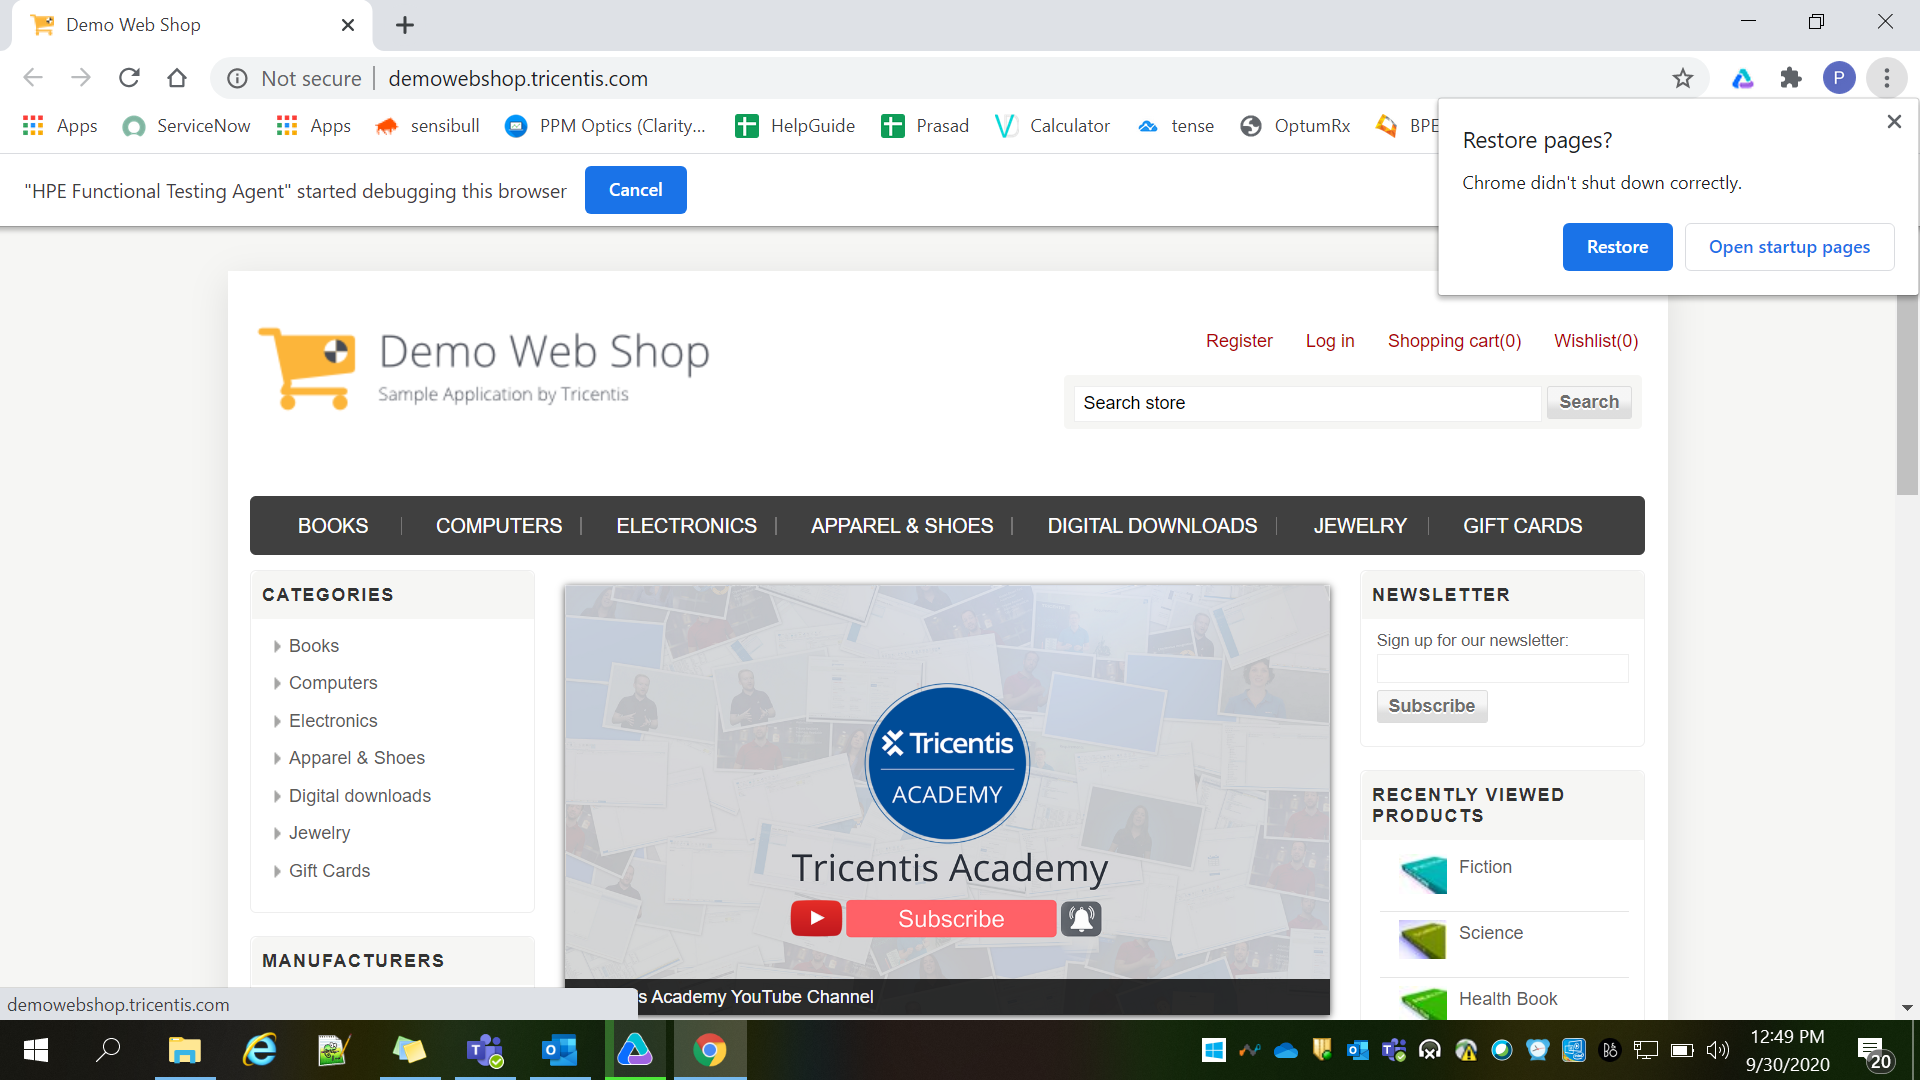 Demo Web Shop
Not secure
demowebshop.tricentis.com
P
Apps
ServiceNow
Apps
sensibull
PPM Optics (Clarity...
HelpGuide
Prasad
Calculator
tense
OptumRx
BPE
Restore pages?
Chrome didn't shut down correctly.
Restore
Open startup pages
"HPE Functional Testing Agent" started debugging this browser
Cancel
Demo Web Shop
Sample Application by Tricentis
Register
Log in
Shopping cart(0)
Wishlist(0)
Search store
Search
BOOKS
COMPUTERS
ELECTRONICS
APPAREL & SHOES
DIGITAL DOWNLOADS
JEWELRY
GIFT CARDS
CATEGORIES
Books
Computers
Electronics
Apparel & Shoes
Digital downloads
Jewelry
Gift Cards
MANUFACTURERS
Tricentis
ACADEMY
Tricentis Academy
Subscribe
s Academy YouTube Channel
NEWSLETTER
Sign up for our newsletter:
Subscribe
RECENTLY VIEWED
PRODUCTS
Fiction
Science
Health Book
demowebshop.tricentis.com
12:49 PM
9/30/2020
20